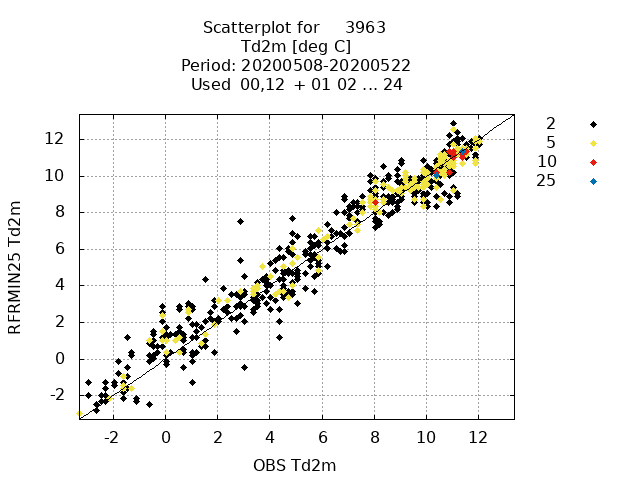 Scatterplot for 3963
Td2m [deg C]
Period: 20200508-20200522
Used 00,12 + 01 02 ... 24
2
5
10
25
12
10
8
6
4
2
0
-2
-2 0 2 4 6 8 10 12
RFRMIN25 Td2m
OBS Td2m